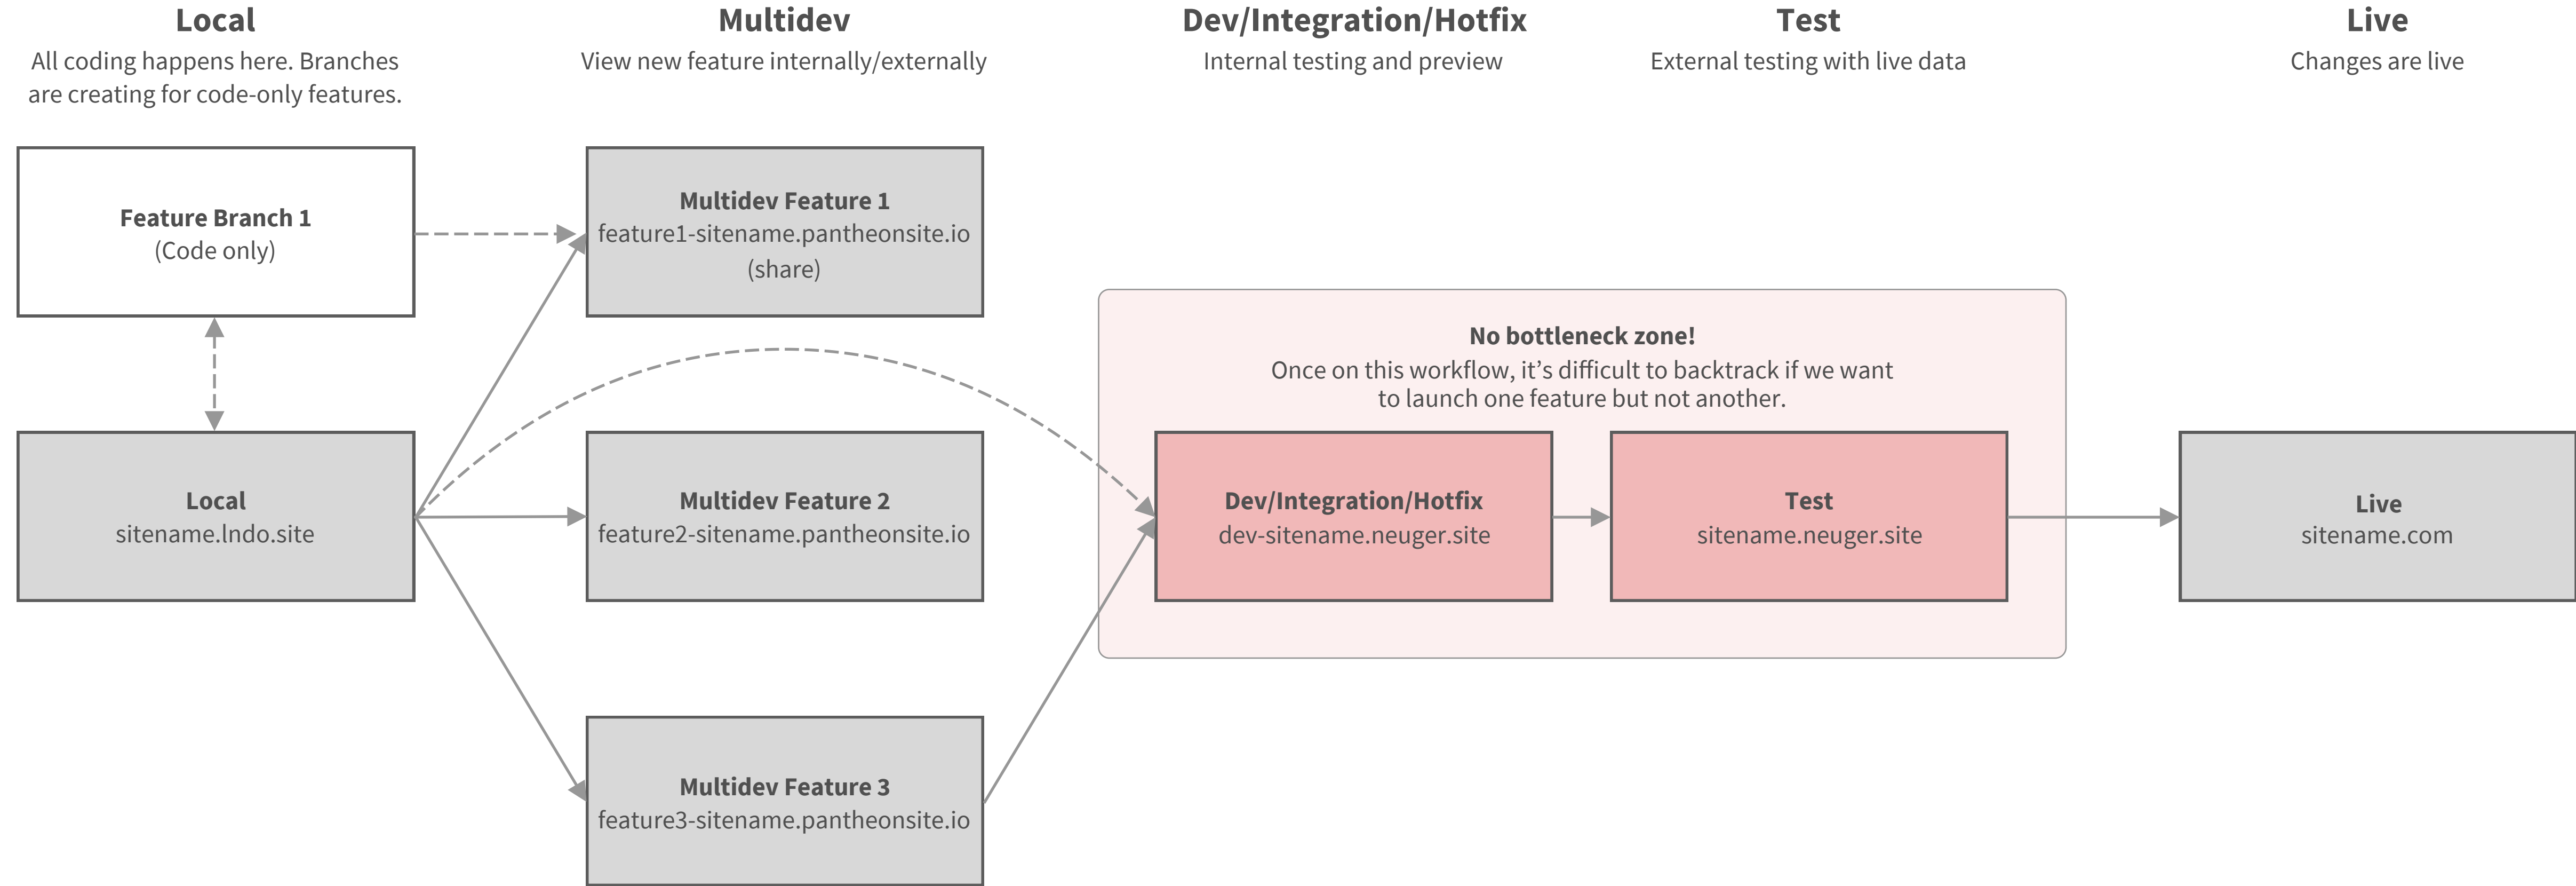 Local
All coding happens here. Branches
are creating for code-only features.
Multidev
View new feature internally/externally
Dev/Integration/Hotfix
Internal testing and preview
Test
External testing with live data
Live
Changes are live
Feature Branch 1
(Code only)
Multidev Feature 1
feature1-sitename.pantheonsite.io
(share)
No bottleneck zone!
Once on this workflow, it’s difficult to backtrack if we want
to launch one feature but not another.
Local
sitename.lndo.site
Multidev Feature 2
feature2-sitename.pantheonsite.io
Dev/Integration/Hotfix
dev-sitename.neuger.site
Test
sitename.neuger.site
Live
sitename.com
Multidev Feature 3
feature3-sitename.pantheonsite.io